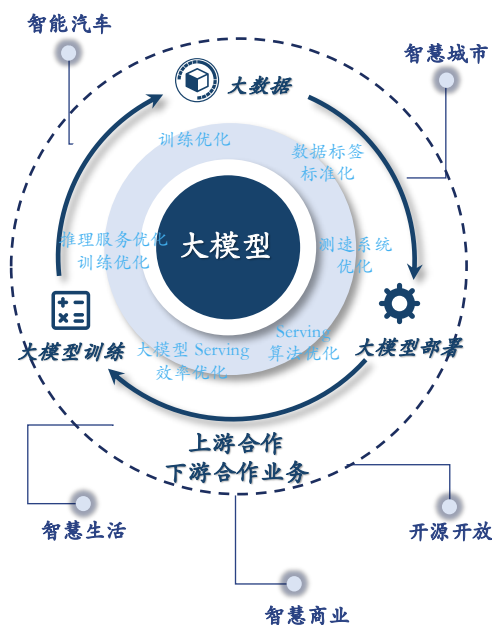 智能汽车
智慧城市
大数据
训练优化
数据标签
标准化
推理服务优化
训练优化
大模型
测速系统
优化
大模型训练
大模型 Serving
效率优化
Serving
算法优化
大模型部署
上游合作
下游合作业务
智慧生活
开源开放
智慧商业